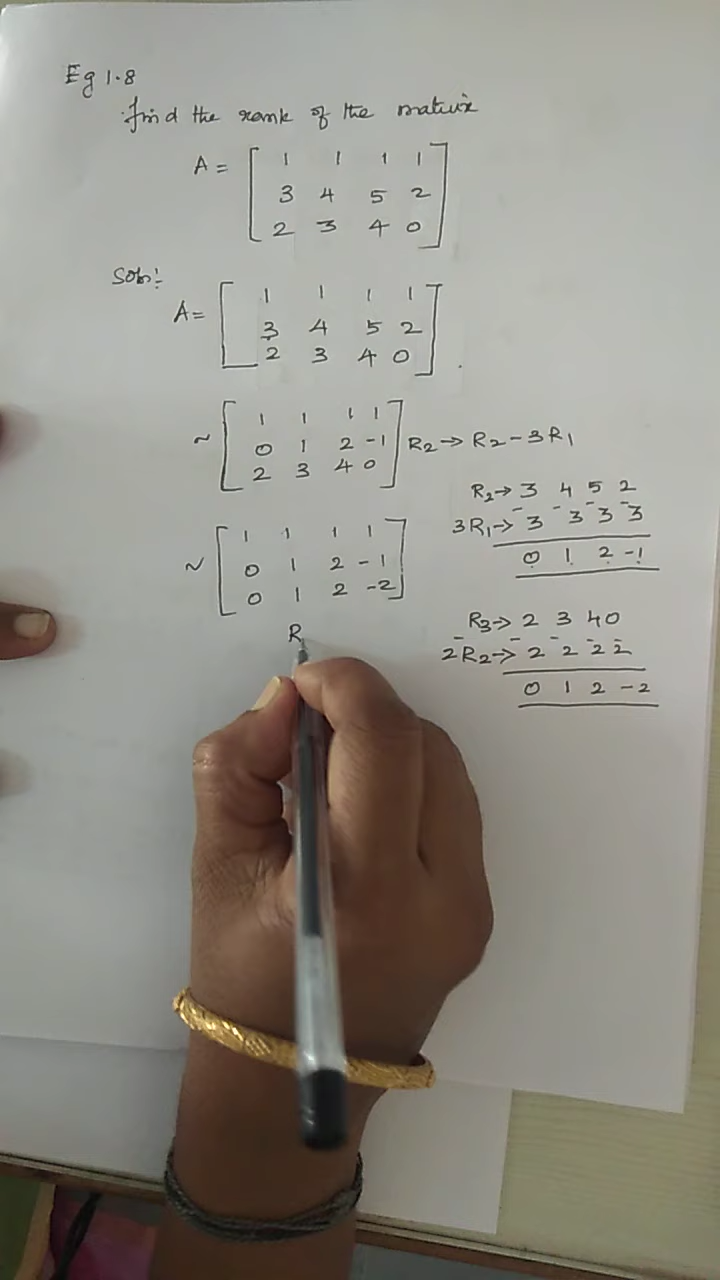 Eg 1.8
Find the rank of the matrix
A = [ 1 1 1 1
3 4 5 2
2 3 4 0 ]
Soln:-
A = [ 1 1 1 1
3 4 5 2
2 3 4 0 ] .
~ [ 1 1 1 1
0 1 2 -1
2 3 4 0 ] R2 → R2 - 3R1
R2 → 3 4 5 2
3R1 → -3 -3 -3 -3
0 1 2 -1
~ [ 1 1 1 1
0 1 2 -1
0 1 2 -2 ]
R3 → 2 3 4 0
2R2 → -2 -2 -2 -2
0 1 2 -2
R